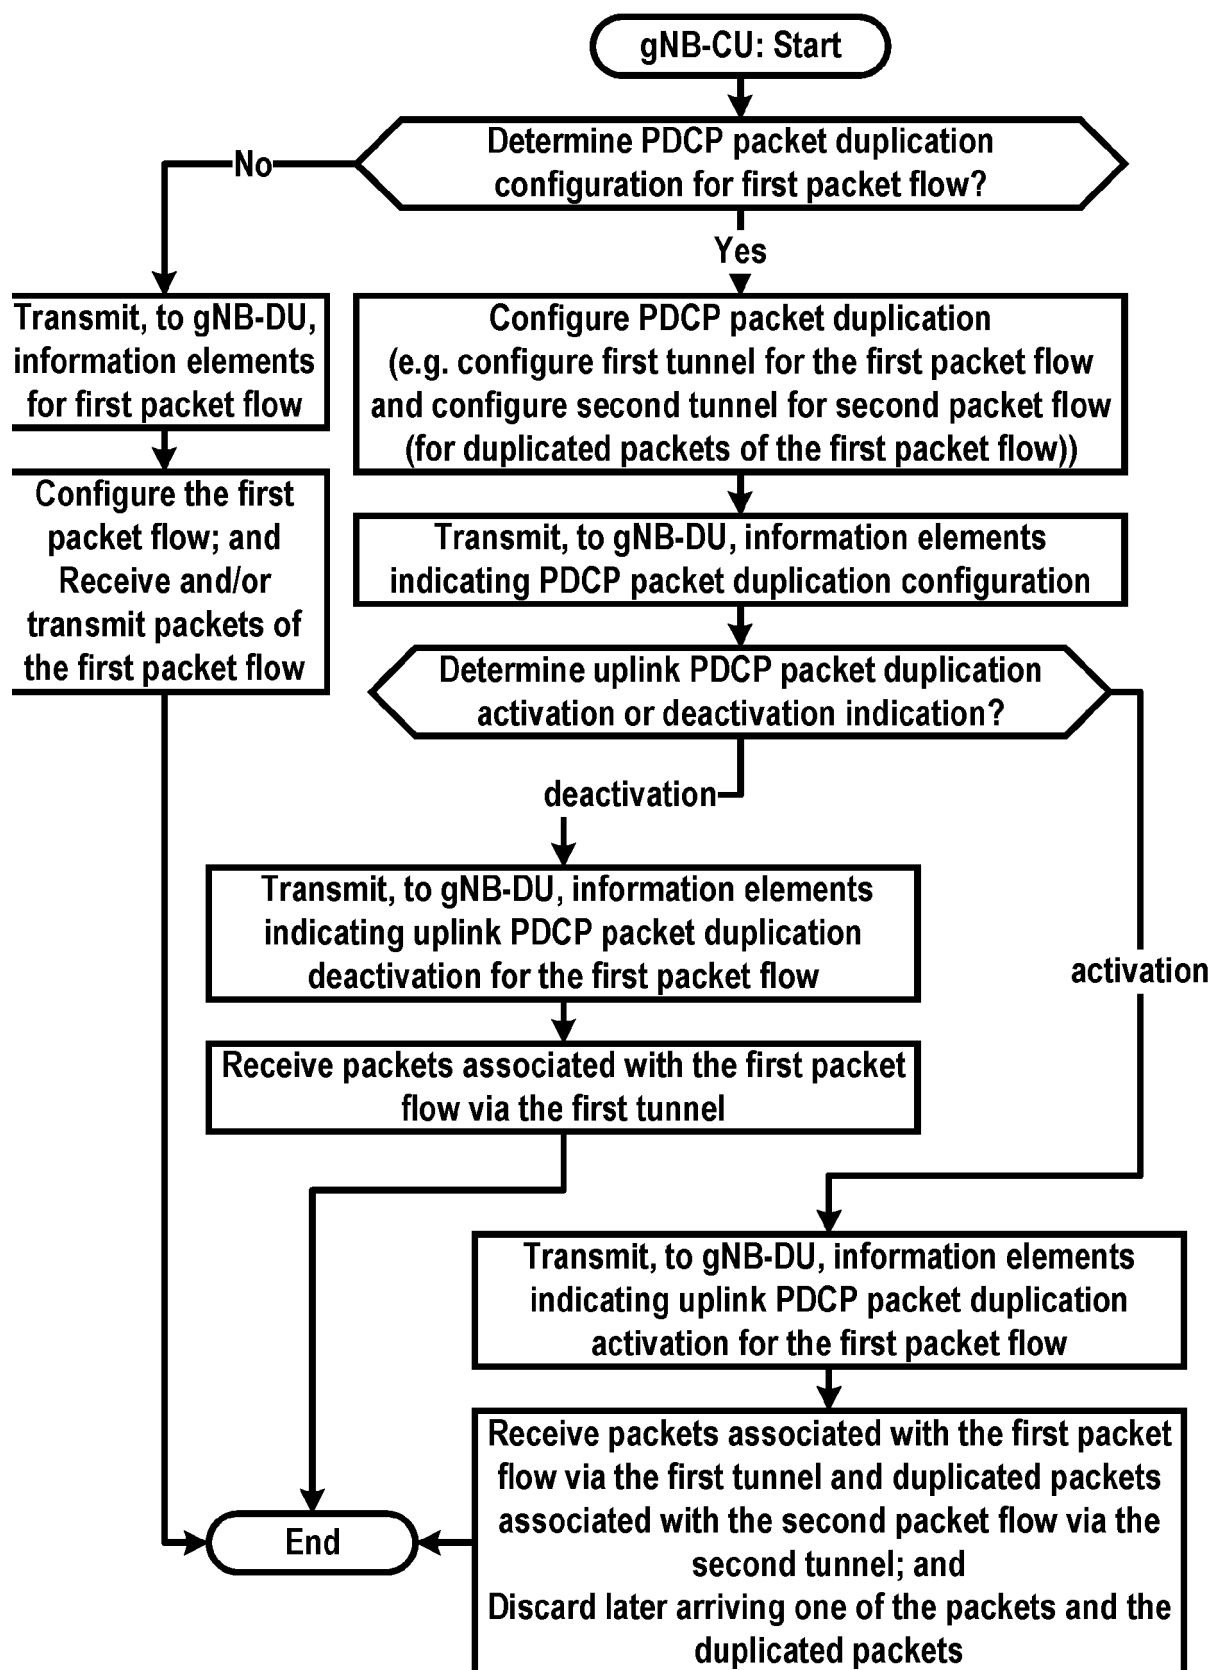 gNB-CU: Start
Determine PDCP packet duplication
configuration for first packet flow?
No
Yes
Transmit, to gNB-DU,
information elements
for first packet flow
Configure PDCP packet duplication
(e.g. configure first tunnel for the first packet flow
and configure second tunnel for second packet flow
(for duplicated packets of the first packet flow))
Configure the first
packet flow; and
Receive and/or
transmit packets of
the first packet flow
Transmit, to gNB-DU, information elements
indicating PDCP packet duplication configuration
Determine uplink PDCP packet duplication
activation or deactivation indication?
deactivation
Transmit, to gNB-DU, information elements
indicating uplink PDCP packet duplication
deactivation for the first packet flow
activation
Receive packets associated with the first packet
flow via the first tunnel
Transmit, to gNB-DU, information elements
indicating uplink PDCP packet duplication
activation for the first packet flow
Receive packets associated with the first packet
flow via the first tunnel and duplicated packets
associated with the second packet flow via the
second tunnel; and
Discard later arriving one of the packets and the
duplicated packets
End